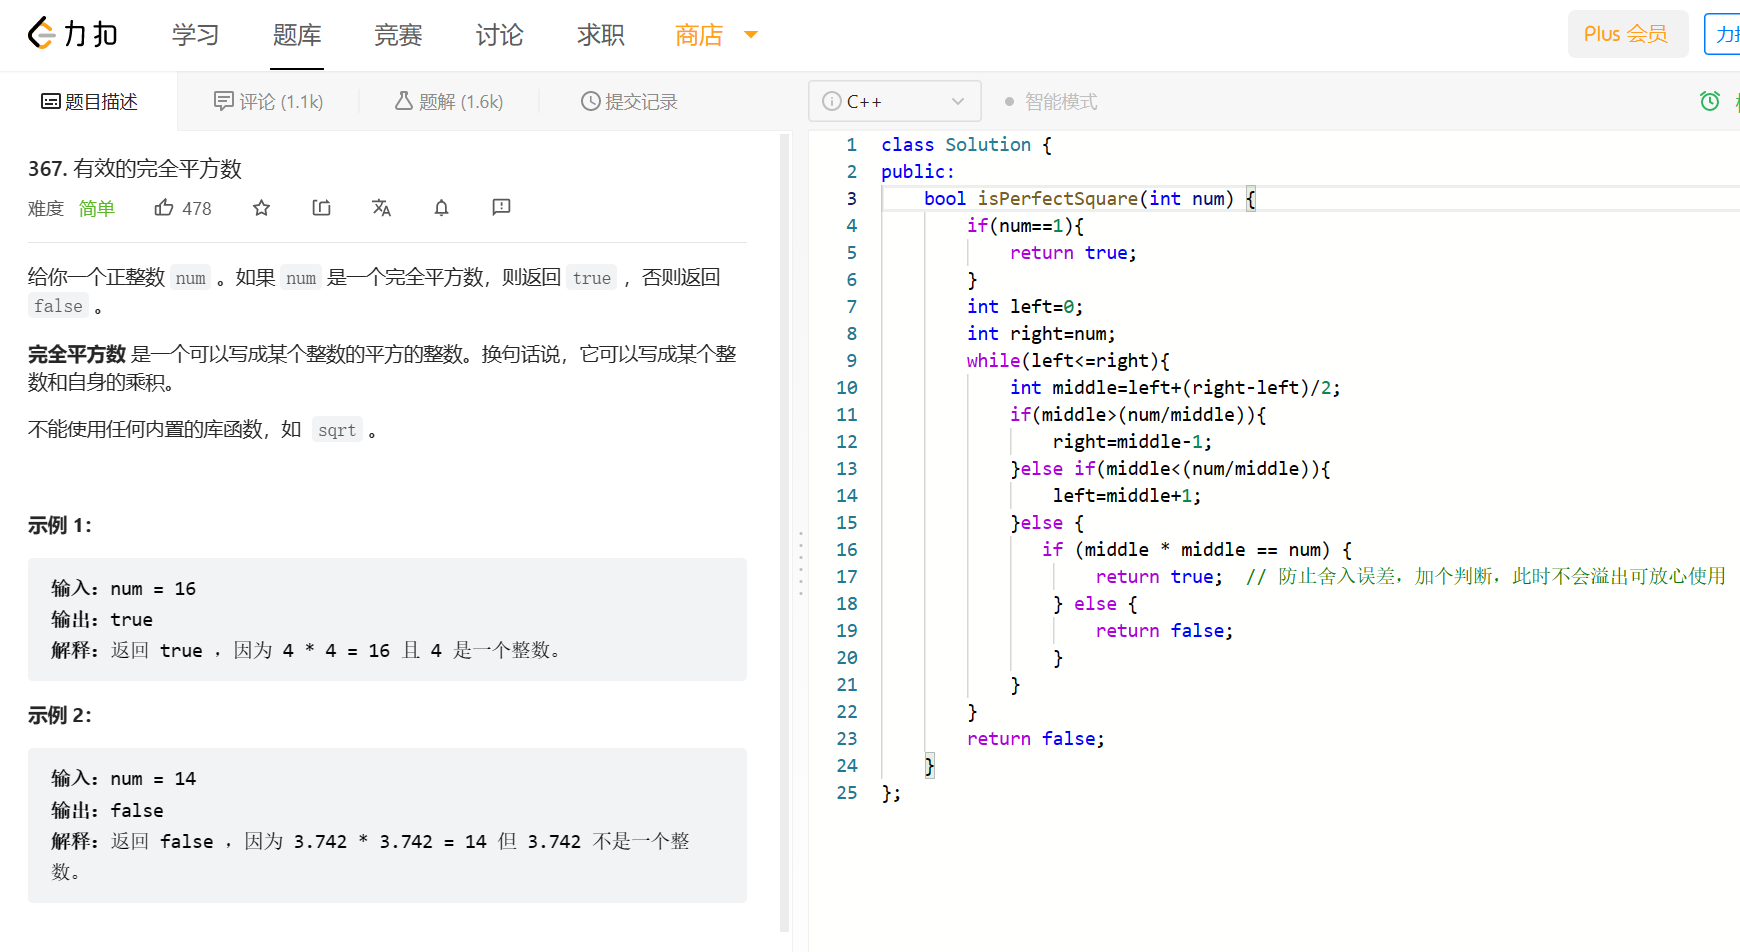 力扣 学习 题库 竞赛 讨论 求职 商店 Plus 会员
题目描述 评论 (1.1k) 题解 (1.6k) 提交记录 C++ 智能模式
367. 有效的完全平方数
难度 简单 478
给你一个正整数 num 。如果 num 是一个完全平方数，则返回 true ，否则返回
false 。
完全平方数 是一个可以写成某个整数的平方的整数。换句话说，它可以写成某个整
数和自身的乘积。
不能使用任何内置的库函数，如 sqrt 。
示例 1：
输入：num = 16
输出：true
解释：返回 true ，因为 4 * 4 = 16 且 4 是一个整数。
示例 2：
输入：num = 14
输出：false
解释：返回 false ，因为 3.742 * 3.742 = 14 但 3.742 不是一个整
数。
1 class Solution {
2 public:
3 bool isPerfectSquare(int num) {
4 if(num==1){
5 return true;
6 }
7 int left=0;
8 int right=num;
9 while(left<=right){
10 int middle=left+(right-left)/2;
11 if(middle>(num/middle)){
12 right=middle-1;
13 }else if(middle<(num/middle)){
14 left=middle+1;
15 }else {
16 if (middle * middle == num) {
17 return true; // 防止舍入误差，加个判断，此时不会溢出可放心使用
18 } else {
19 return false;
20 }
21 }
22 }
23 return false;
24 }
25 };